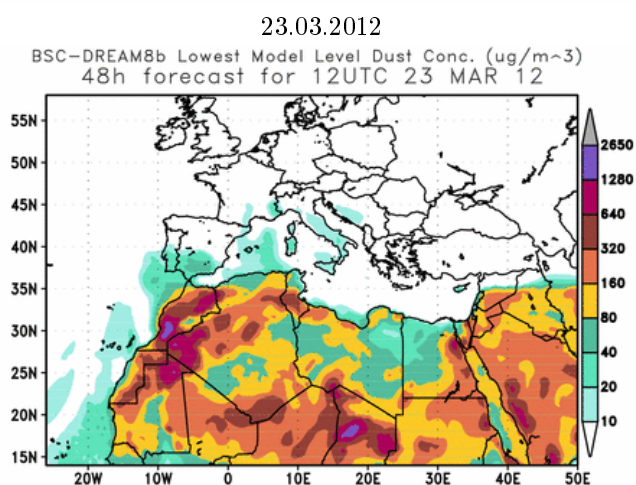 23.03.2012
BSC-DREAM8b Lowest Model Level Dust Conc. (ug/m^3)
48h forecast for 12UTC 23 MAR 12
55N
50N
45N
40N
35N
30N
25N
20N
15N
20W
10W
0
10E
20E
30E
40E
50E
2650
1280
640
320
160
80
40
20
10